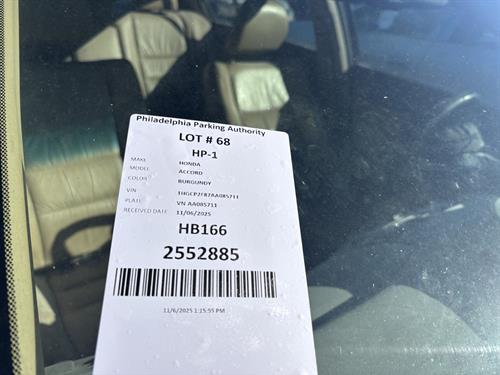 Philadelphia Parking Authority
LOT # 68
HP-1
MAKE HONDA
MODEL ACCORD
COLOR BURGUNDY
VIN 1HGCP2F87AA085711
PLATE VN AA085711
RECEIVED DATE 11/06/2025
HB166
2552885
11/6/2025 1:15:55 PM